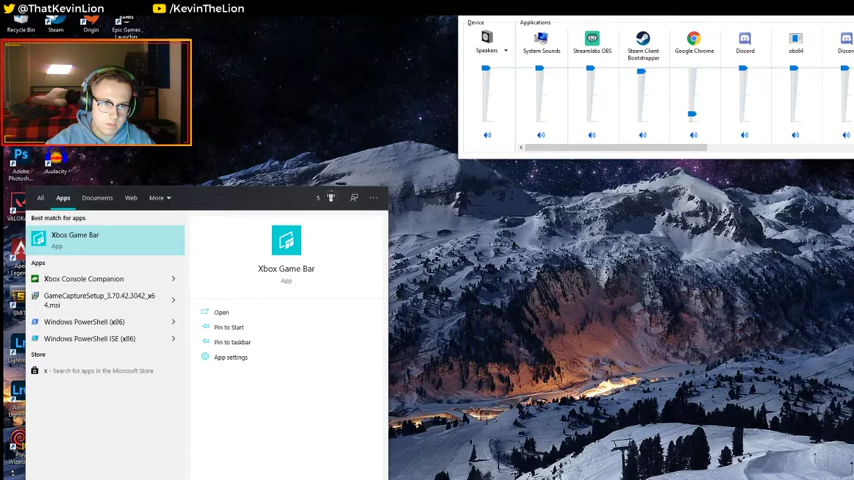 @ThatKevinLion
/KevinTheLion
Recycle Bin
Steam
Origin
Epic Games
Launcher
Device
Applications
Speakers
System Sounds
Streamlabs OBS
Steam Client
Bootstrapper
Google Chrome
Discord
obs64
Adobe
Photosh...
Audacity
All
Apps
Documents
Web
More
5
...
Best match for apps
Xbox Game Bar
App
Xbox Game Bar
App
Apps
Xbox Console Companion
GameCaptureSetup_3.70.42.3042_x6
4.msi
Windows PowerShell (x86)
Windows PowerShell ISE (x86)
Store
x - Search for apps in the Microsoft Store
Open
Pin to Start
Pin to taskbar
App settings